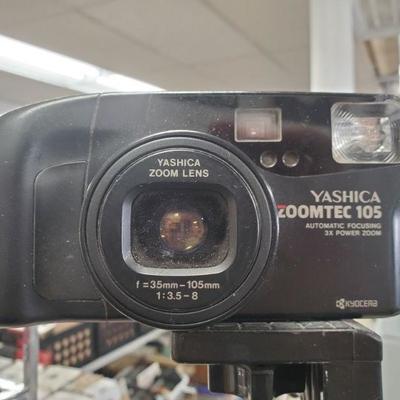 YASHICA
ZOOM LENS
f=35mm-105mm
1:3.5-8
YASHICA
ZOOMTEC 105
AUTOMATIC FOCUSING
3X POWER ZOOM
KYOCERA